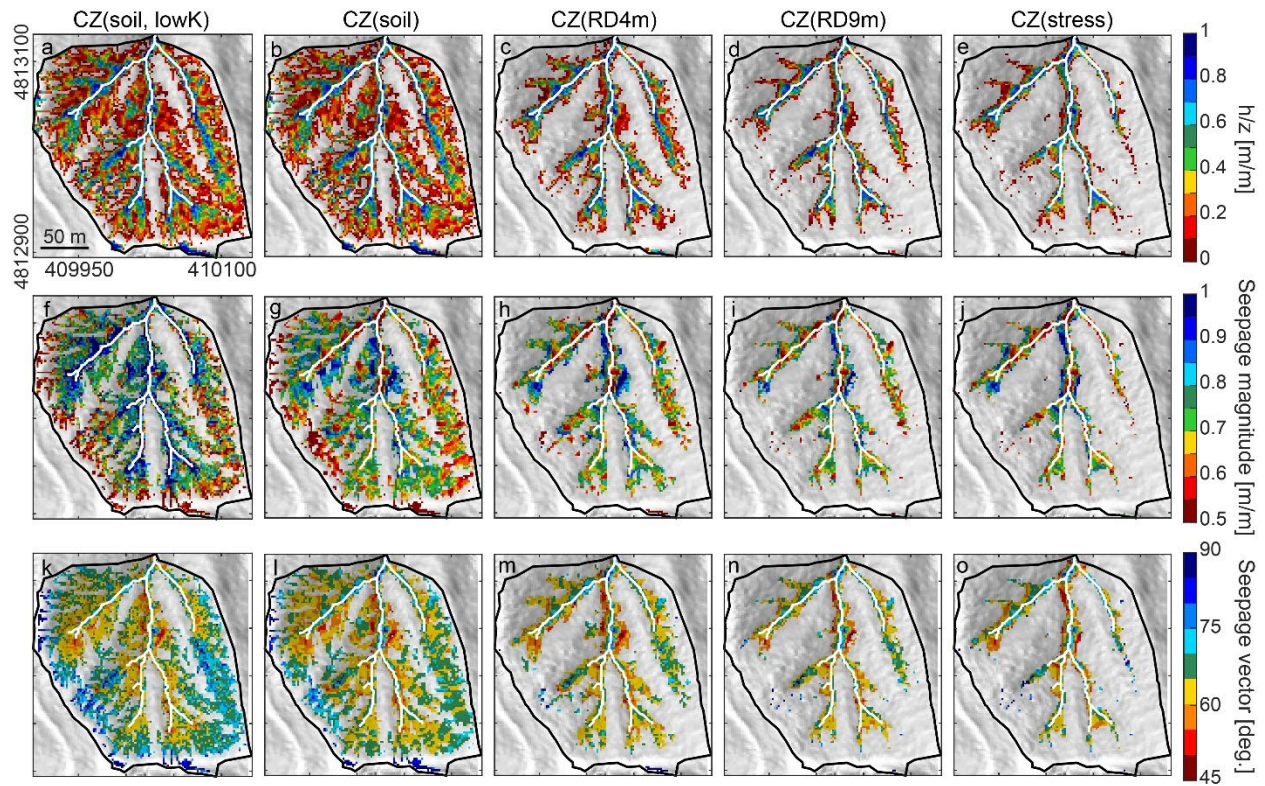 CZ(soil, lowK) CZ(soil) CZ(RD4m) CZ(RD9m) CZ(stress)
a b c d e
4813100
4812900
50 m
409950 410100
1
0.8
0.6
0.4
0.2
0
h/z [m/m]
f g h i j
1
0.9
0.8
0.7
0.6
0.5
Seepage magnitude [m/m]
k l m n o
90
75
60
45
Seepage vector [deg.]